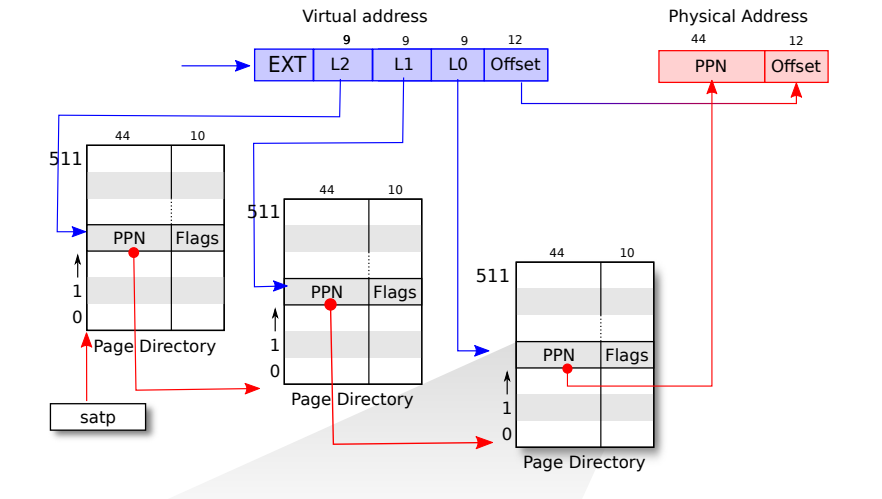 Virtual address
Physical Address
9 9 9 12
44 12
EXT L2 L1 L0 Offset
PPN Offset
44 10
511
PPN Flags
1
0
Page Directory
satp
44 10
511
PPN Flags
1
0
Page Directory
44 10
511
PPN Flags
1
0
Page Directory